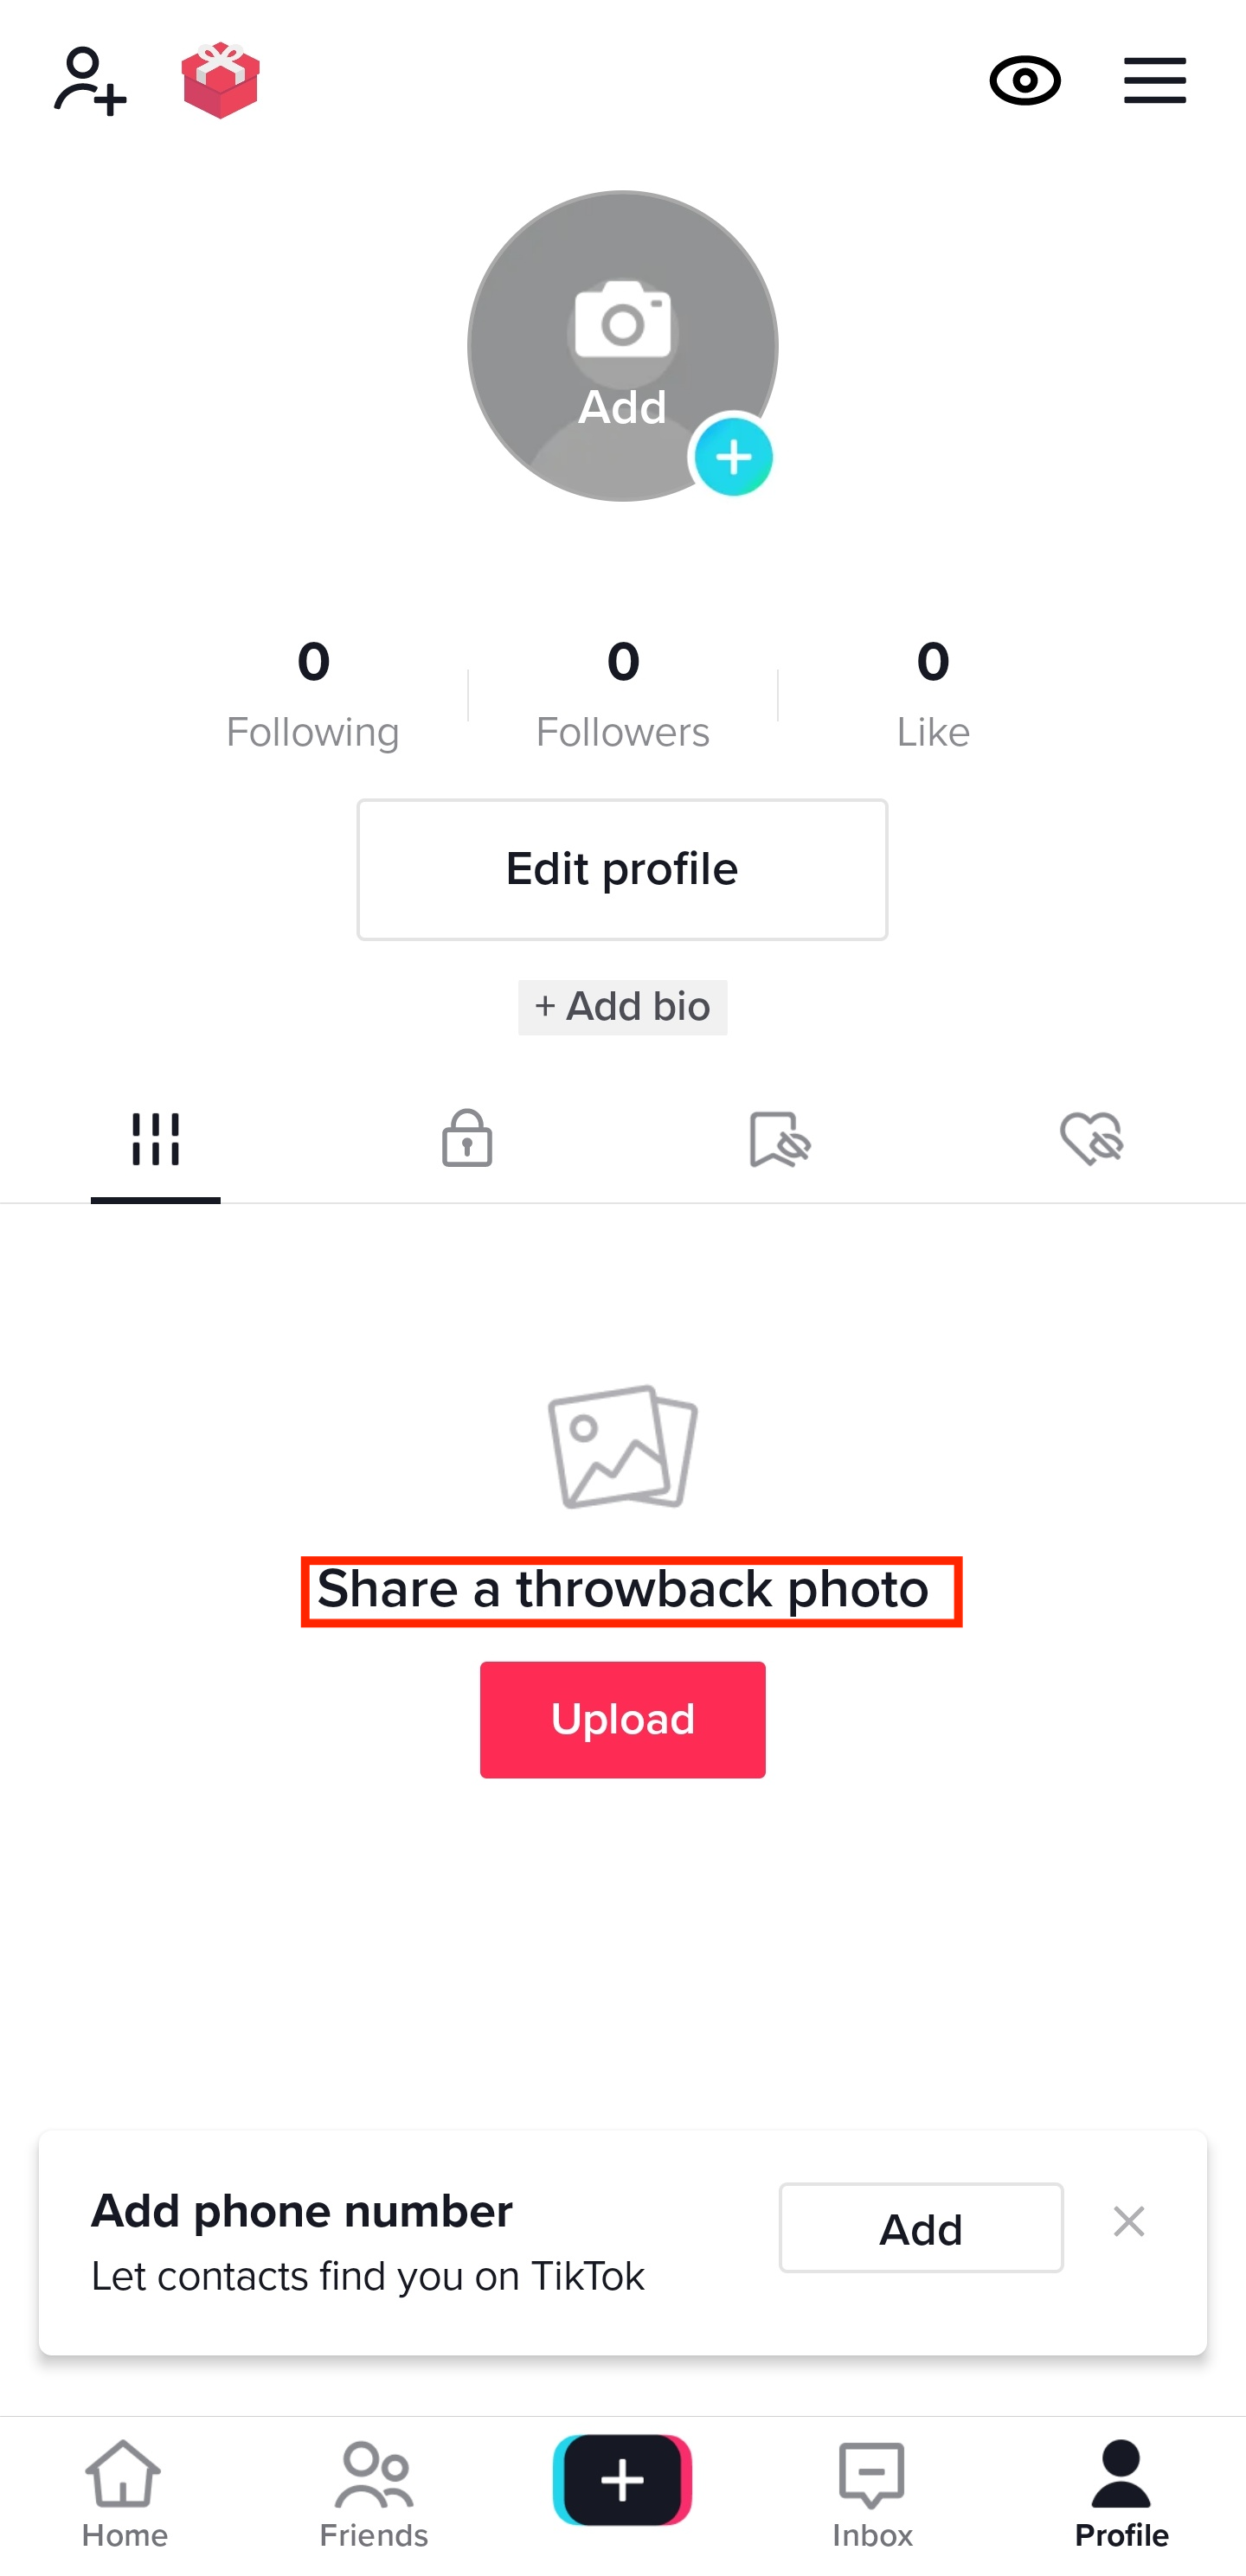 Add
0 0 0
Following Followers Like
Edit profile
+ Add bio
Share a throwback photo
Upload
Add phone number
Let contacts find you on TikTok
Add
Home Friends Inbox Profile